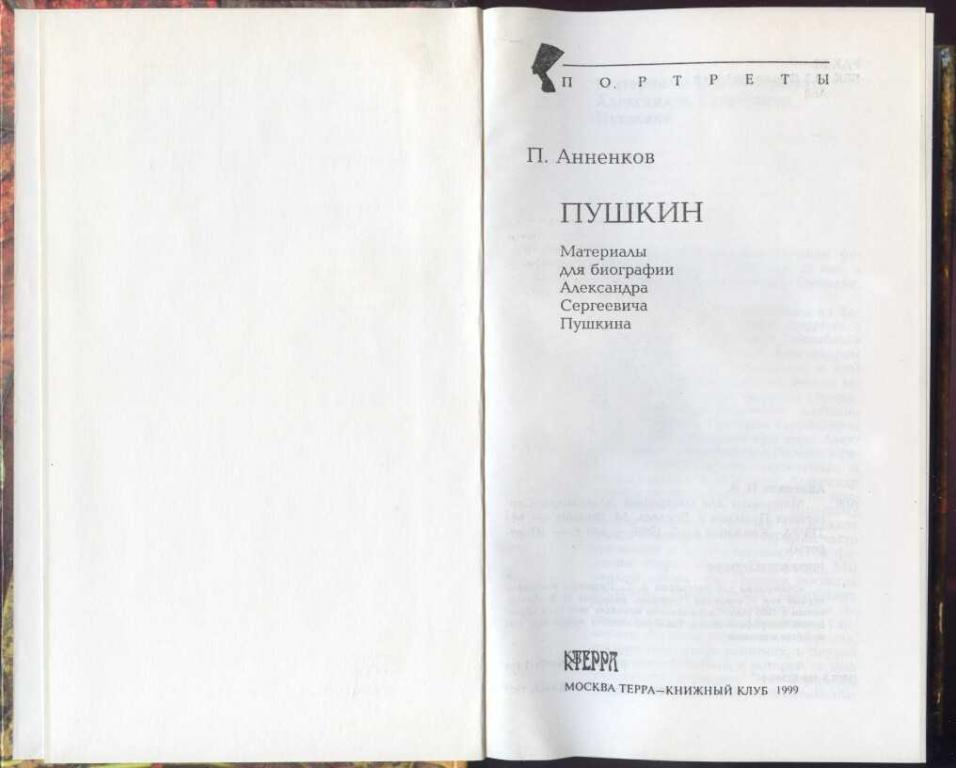 ПОРТРЕТЫ
П. Анненков
ПУШКИН
Материалы
для биографии
Александра
Сергеевича
Пушкина
ТЕРРА
МОСКВА ТЕРРА—КНИЖНЫЙ КЛУБ 1999